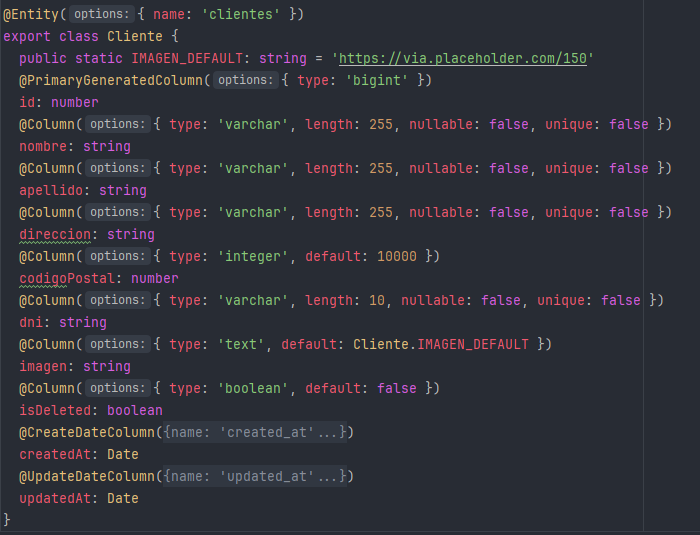 @Entity(options: { name: 'clientes' })
export class Cliente {
public static IMAGEN_DEFAULT: string = 'https://via.placeholder.com/150'
@PrimaryGeneratedColumn(options: { type: 'bigint' })
id: number
@Column(options: { type: 'varchar', length: 255, nullable: false, unique: false })
nombre: string
@Column(options: { type: 'varchar', length: 255, nullable: false, unique: false })
apellido: string
@Column(options: { type: 'varchar', length: 255, nullable: false, unique: false })
direccion: string
@Column(options: { type: 'integer', default: 10000 })
codigoPostal: number
@Column(options: { type: 'varchar', length: 10, nullable: false, unique: false })
dni: string
@Column(options: { type: 'text', default: Cliente.IMAGEN_DEFAULT })
imagen: string
@Column(options: { type: 'boolean', default: false })
isDeleted: boolean
@CreateDateColumn({name: 'created_at'...})
createdAt: Date
@UpdateDateColumn({name: 'updated_at'...})
updatedAt: Date
}